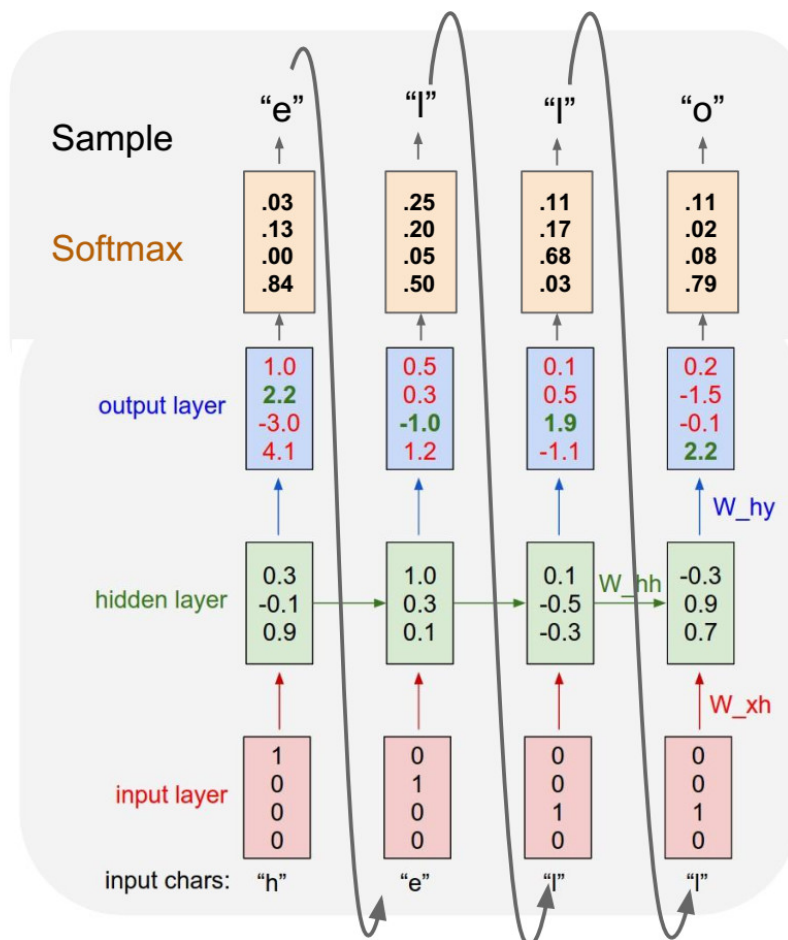 “e” “l” “l” “o”
Sample
.03 .25 .11 .11
.13 .20 .17 .02
.00 .05 .68 .08
.84 .50 .03 .79
Softmax
1.0 0.5 0.1 0.2
2.2 0.3 0.5 -1.5
-3.0 -1.0 1.9 -0.1
4.1 1.2 -1.1 2.2
output layer
W_hy
0.3 1.0 0.1 -0.3
-0.1 0.3 -0.5 0.9
0.9 0.1 -0.3 0.7
hidden layer
W_hh
W_xh
1 0 0 0
0 1 0 0
0 0 1 1
0 0 0 0
input layer
input chars: “h” “e” “l” “l”